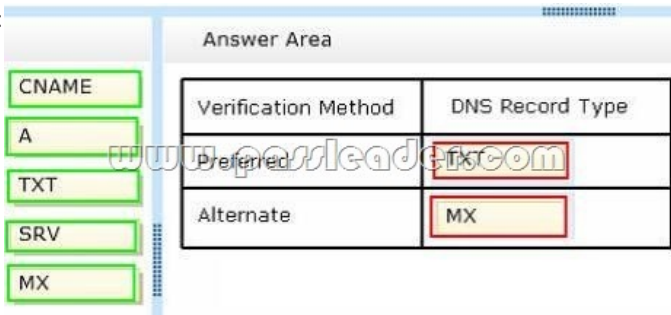 :
Answer Area
CNAME
A
TXT
SRV
MX
Verification Method DNS Record Type
Preferred TXT
Alternate MX
www.passleader.com